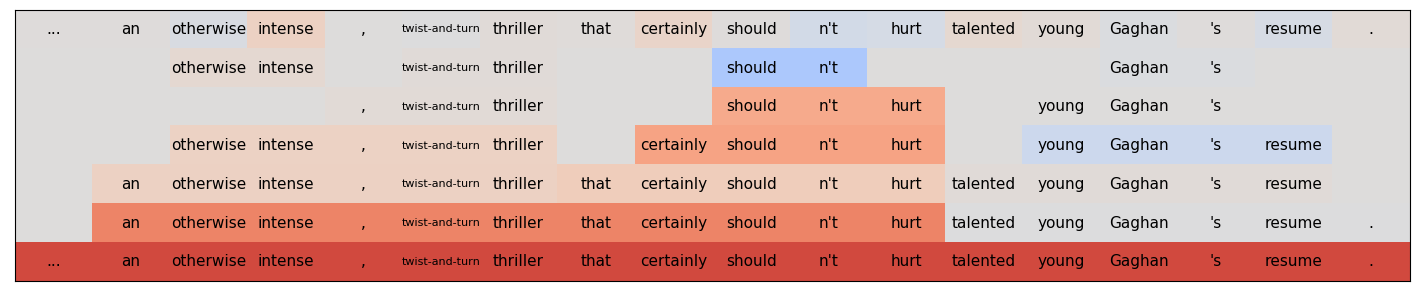 ... an otherwise intense , twist-and-turn thriller that certainly should n't hurt talented young Gaghan 's resume .
otherwise intense twist-and-turn thriller should n't Gaghan 's
, twist-and-turn thriller should n't hurt young Gaghan 's
otherwise intense , twist-and-turn thriller certainly should n't hurt young Gaghan 's resume
an otherwise intense , twist-and-turn thriller that certainly should n't hurt talented young Gaghan 's resume
an otherwise intense , twist-and-turn thriller that certainly should n't hurt talented young Gaghan 's resume .
... an otherwise intense , twist-and-turn thriller that certainly should n't hurt talented young Gaghan 's resume .